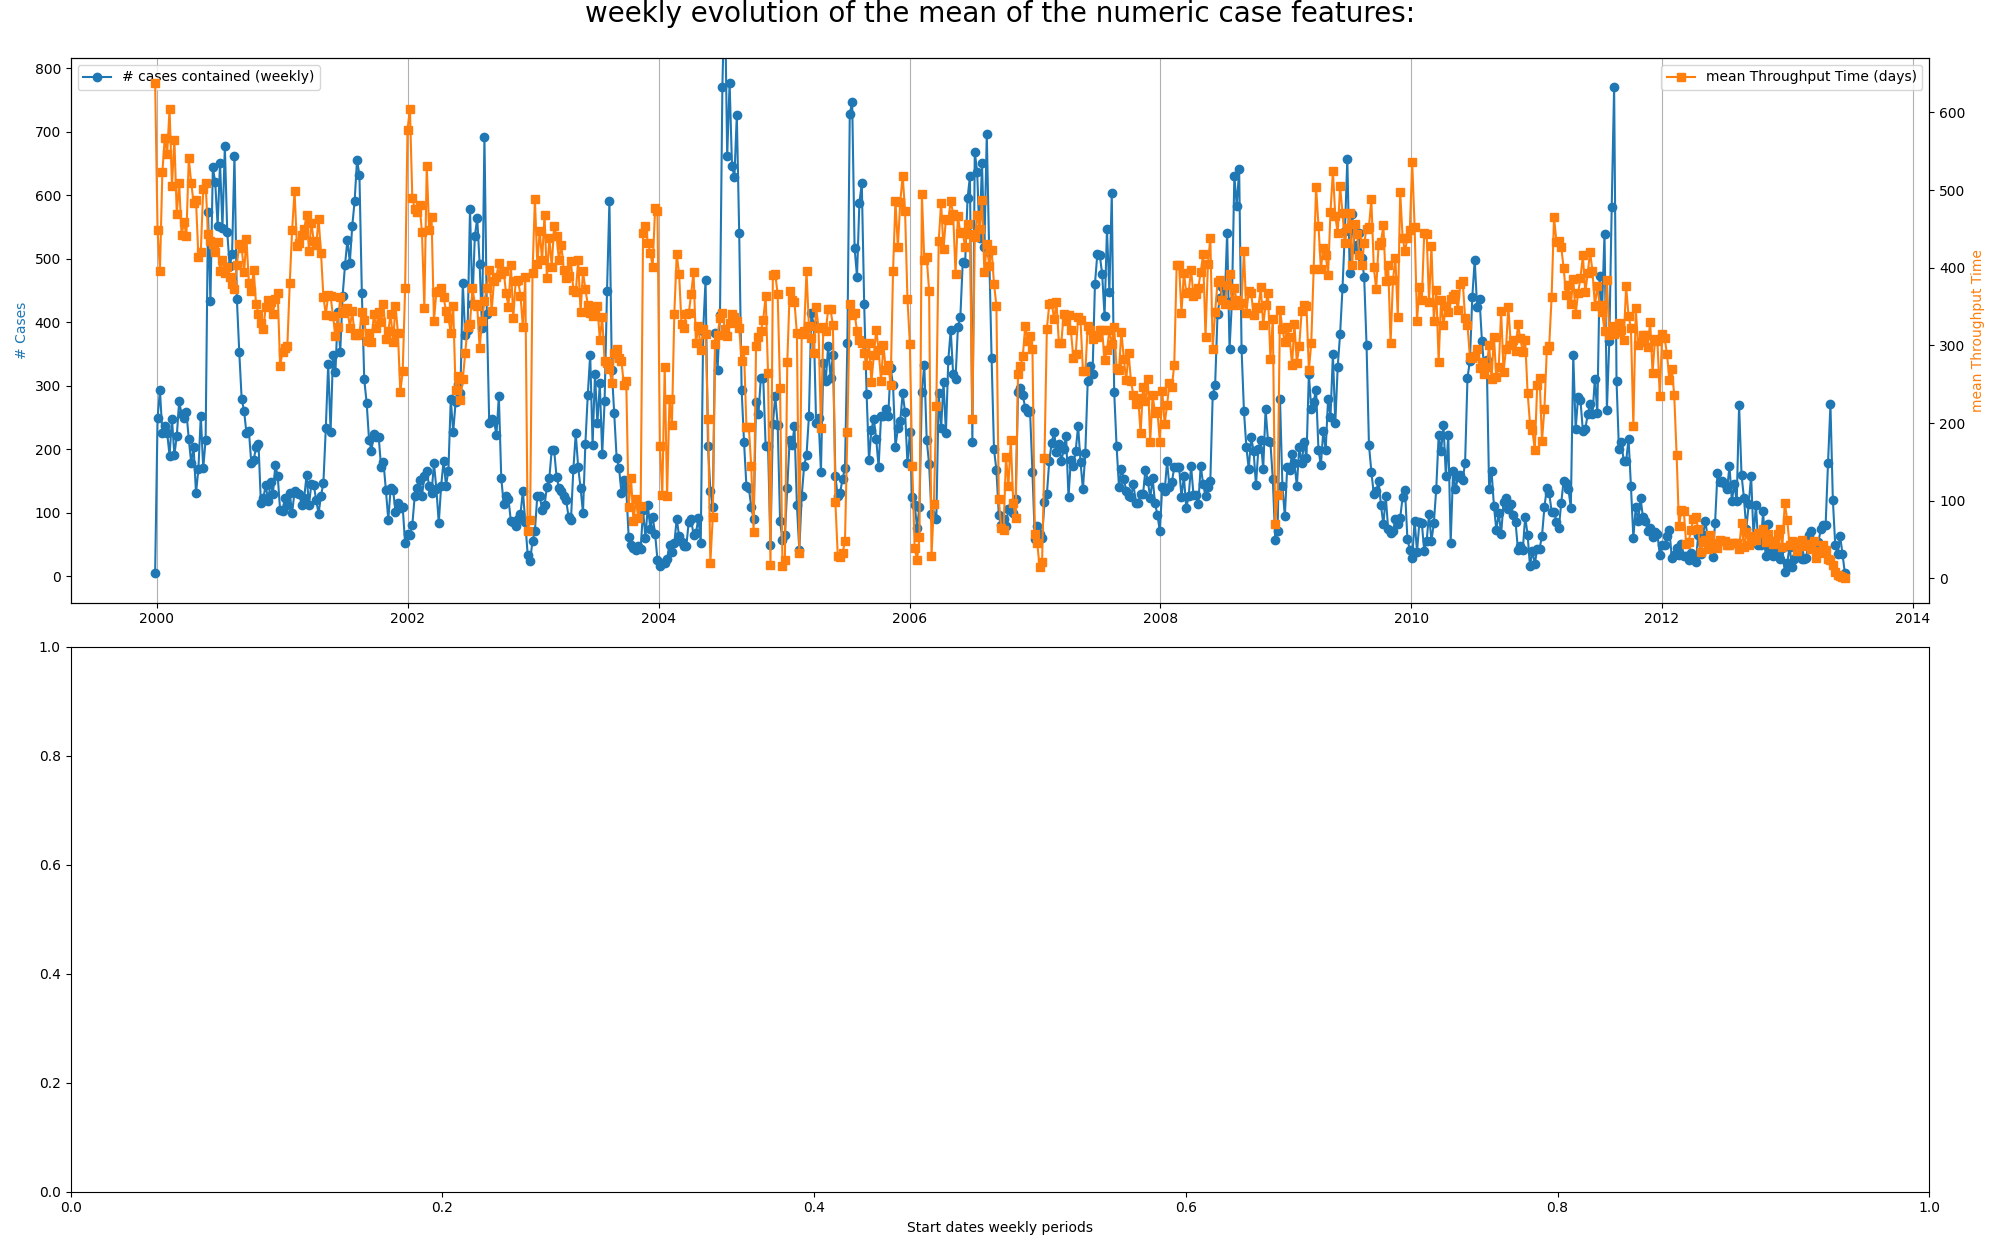 weekly evolution of the mean of the numeric case features:
# cases contained (weekly)
mean Throughput Time (days)
800
700
600
500
400
300
200
100
0
# Cases
600
500
400
300
200
100
0
mean Throughput Time
2000 2002 2004 2006 2008 2010 2012 2014
1.0
0.8
0.6
0.4
0.2
0.0
0.0 0.2 0.4 0.6 0.8 1.0
Start dates weekly periods